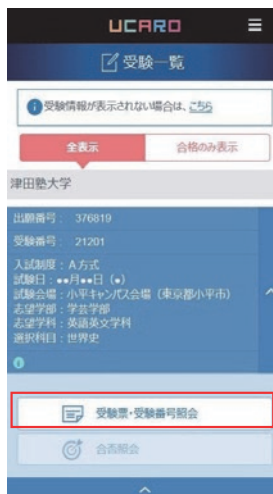 UCARO
受験一覧
受験情報が表示されない場合は、こちら
全表示
合格のみ表示
津田塾大学
出願番号： 376819
受験番号： 21201
入試制度：A方式
試験日：●●月●●日（●）
試験会場：小平キャンパス会場（東京都小平市）
志望学部：学芸学部
志望学科：英語英文学科
選択科目：世界史
受験票・受験番号照会
合否照会